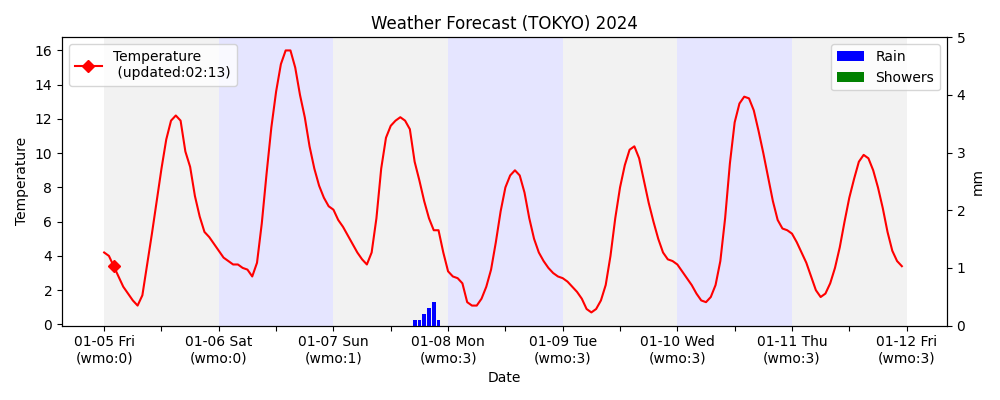 Weather Forecast (TOKYO) 2024
Temperature
(updated:02:13)
Rain
Showers
Temperature
16
14
12
10
8
6
4
2
0
5
4
3
2
1
0
mm
01-05 Fri
(wmo:0)
01-06 Sat
(wmo:0)
01-07 Sun
(wmo:1)
01-08 Mon
(wmo:3)
01-09 Tue
(wmo:3)
01-10 Wed
(wmo:3)
01-11 Thu
(wmo:3)
01-12 Fri
(wmo:3)
Date